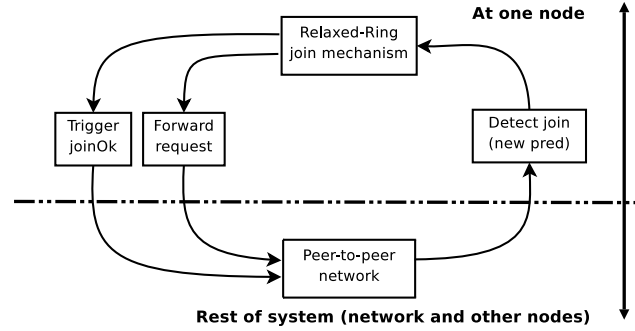 At one node
Relaxed-Ring
join mechanism
Trigger
joinOk
Forward
request
Detect join
(new pred)
Peer-to-peer
network
Rest of system (network and other nodes)